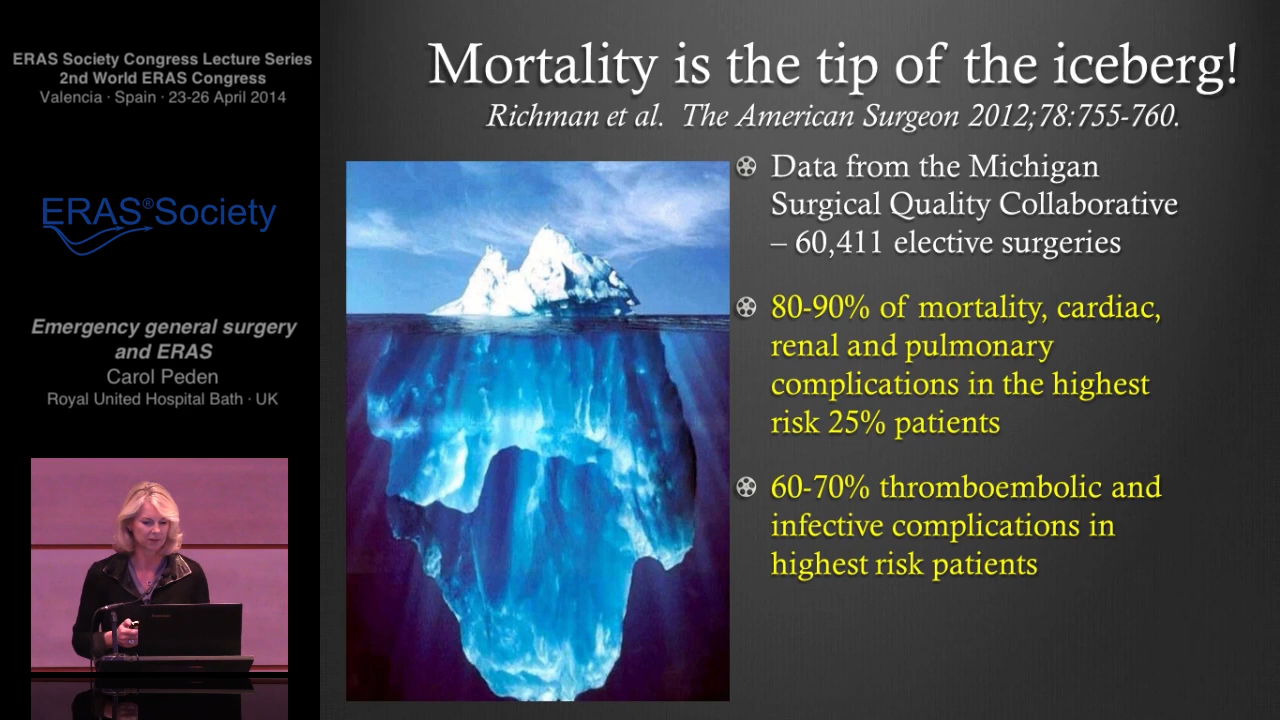 ERAS Society Congress Lecture Series
2nd World ERAS Congress
Valencia · Spain · 23-26 April 2014
ERAS®Society
Emergency general surgery
and ERAS
Carol Peden
Royal United Hospital Bath · UK
Mortality is the tip of the iceberg!
Richman et al. The American Surgeon 2012;78:755-760.
Data from the Michigan
Surgical Quality Collaborative
– 60,411 elective surgeries
80-90% of mortality, cardiac,
renal and pulmonary
complications in the highest
risk 25% patients
60-70% thromboembolic and
infective complications in
highest risk patients